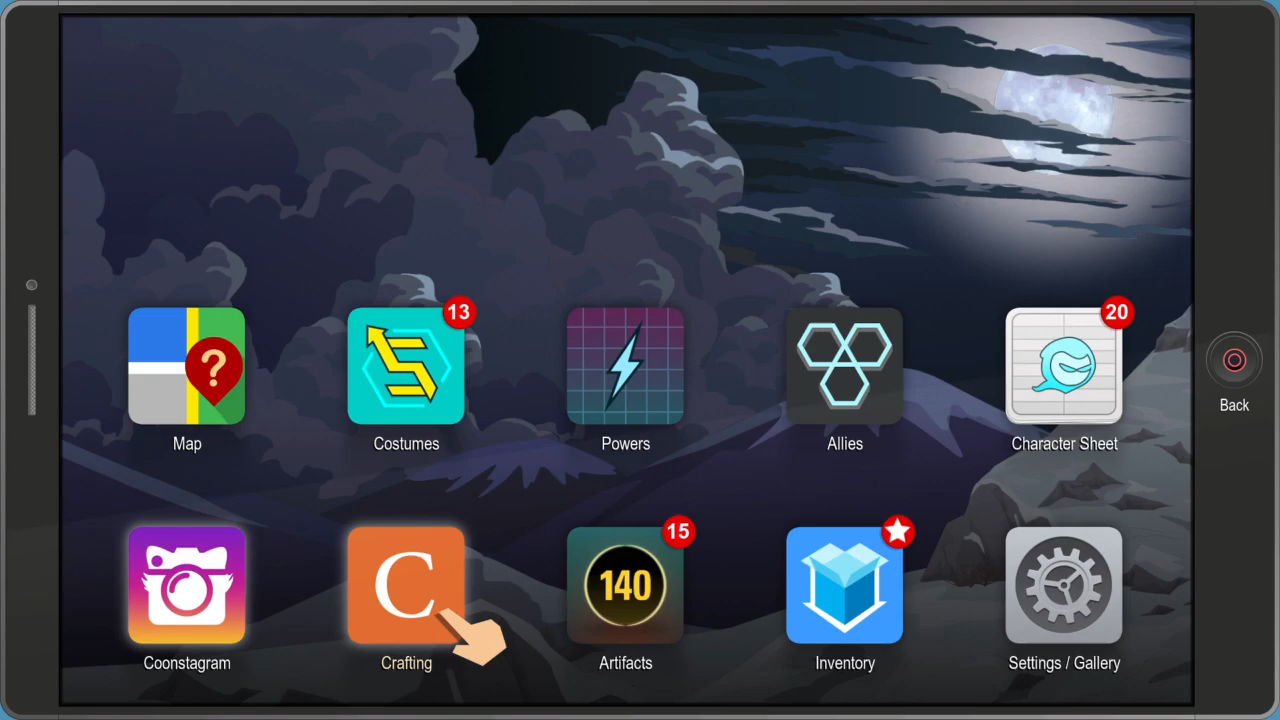 13
20
?
Map
Costumes
Powers
Allies
Character Sheet
Back
15
C
140
Coonstagram
Crafting
Artifacts
Inventory
Settings / Gallery